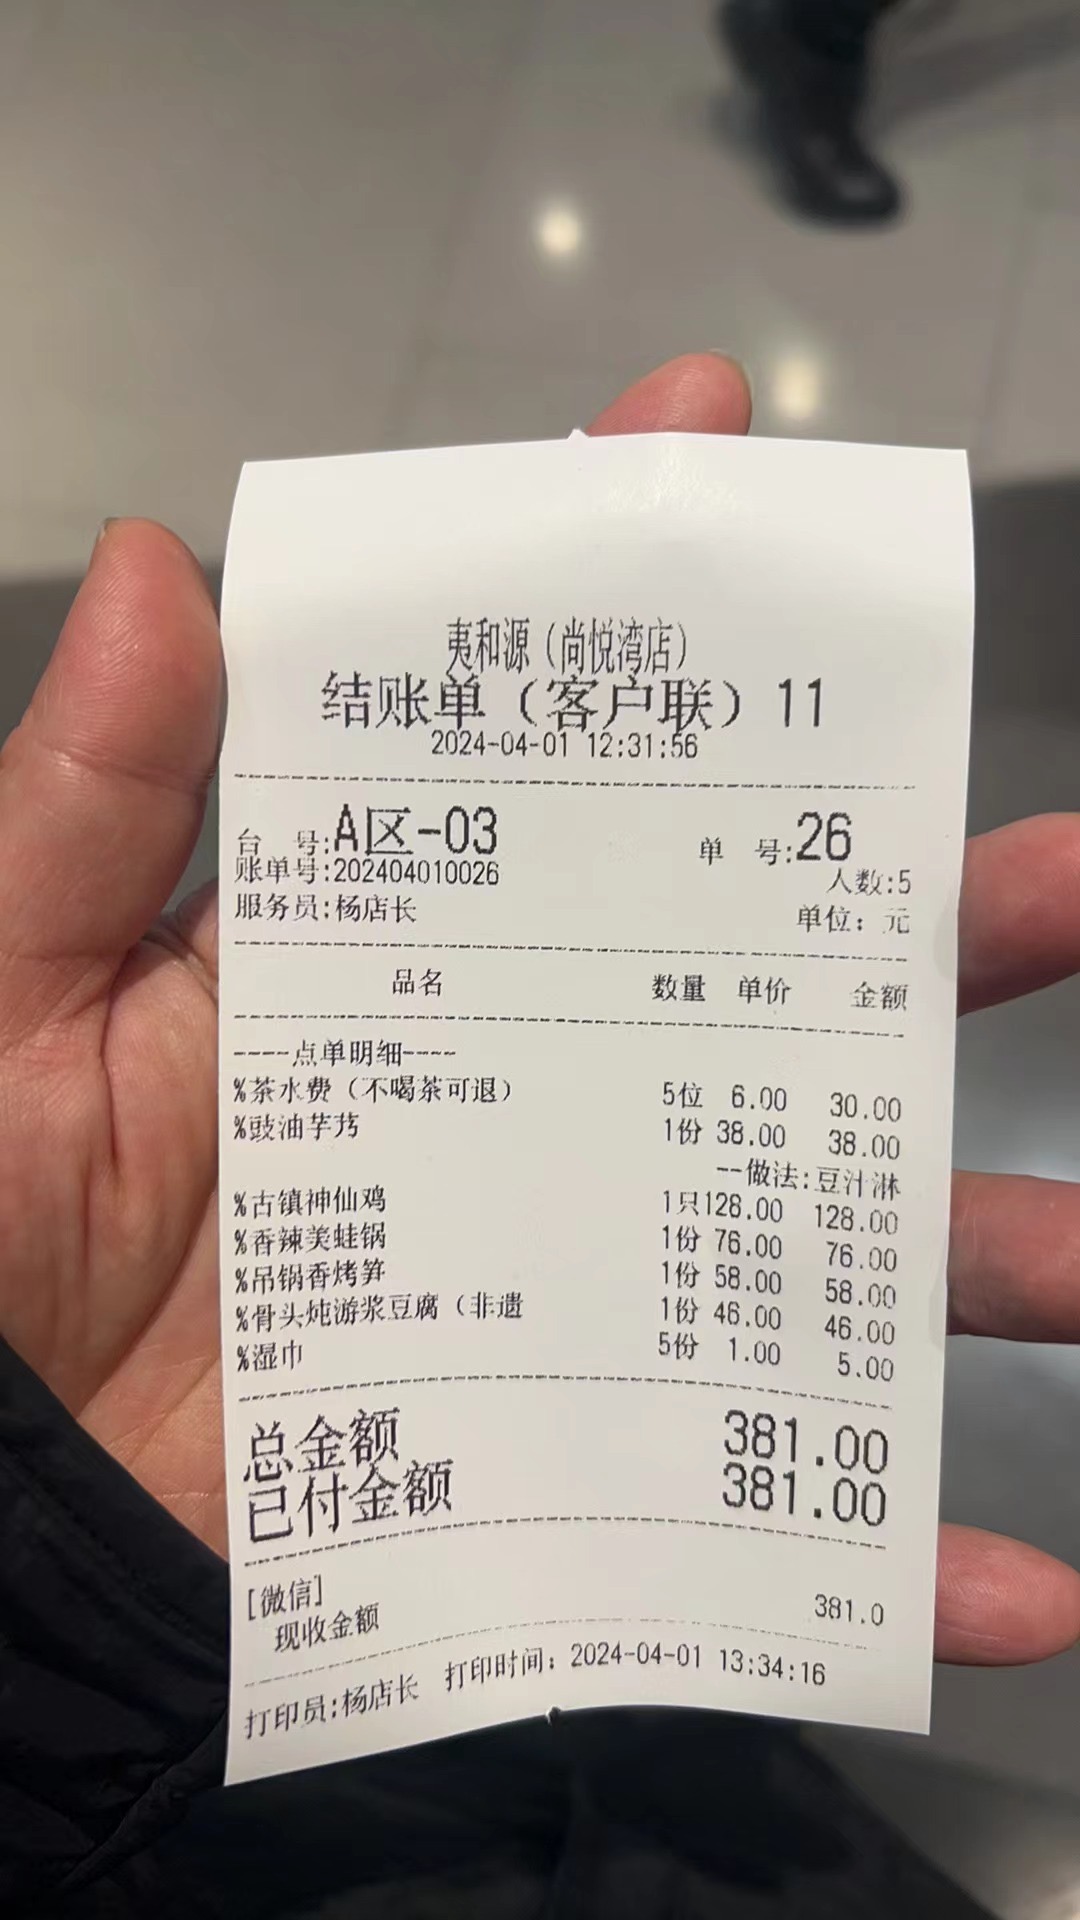 夷和源（尚悦湾店）
结账单（客户联）11
2024-04-01 12:31:56
台 号:A区-03 单 号:26
账单号:202404010026 人数:5
服务员:杨店长 单位：元
品名 数量 单价 金额
----点单明细----
%茶水费（不喝茶可退） 5位 6.00 30.00
%豉油芋艿 1份 38.00 38.00
--做法:豆汁淋
%古镇神仙鸡 1只128.00 128.00
%香辣美蛙锅 1份 76.00 76.00
%吊锅香烤笋 1份 58.00 58.00
%骨头炖游浆豆腐（非遗 1份 46.00 46.00
%湿巾 5份 1.00 5.00
总金额 381.00
已付金额 381.00
[微信]
现收金额 381.0
打印员:杨店长 打印时间：2024-04-01 13:34:16